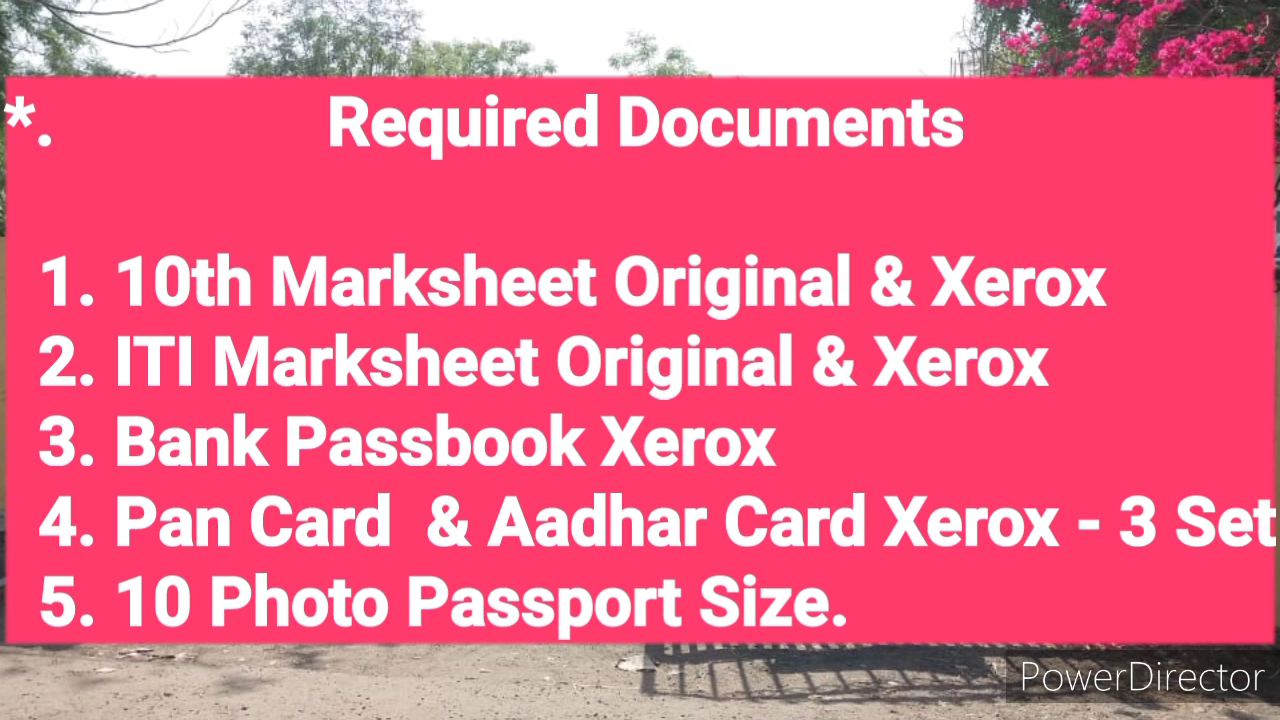 *. Required Documents
1. 10th Marksheet Original & Xerox
2. ITI Marksheet Original & Xerox
3. Bank Passbook Xerox
4. Pan Card & Aadhar Card Xerox - 3 Set
5. 10 Photo Passport Size.
PowerDirector